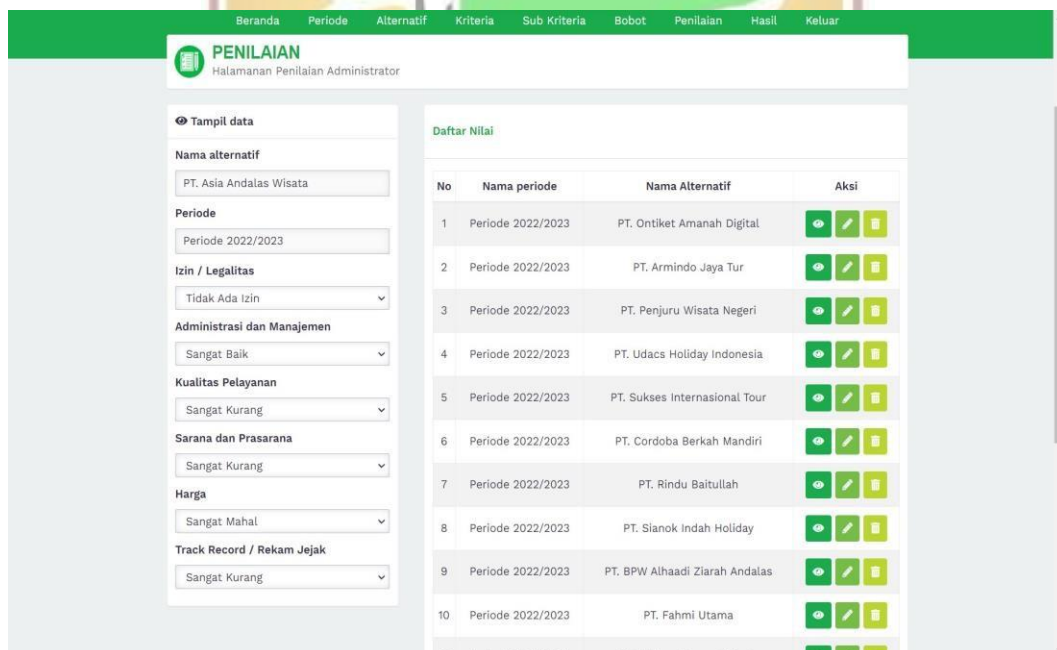 Beranda Periode Alternatif Kriteria Sub Kriteria Bobot Penilaian Hasil Keluar
PENILAIAN
Halamanan Penilaian Administrator
Tampil data
Nama alternatif
PT. Asia Andalas Wisata
Periode
Periode 2022/2023
Izin / Legalitas
Tidak Ada Izin
Administrasi dan Manajemen
Sangat Baik
Kualitas Pelayanan
Sangat Kurang
Sarana dan Prasarana
Sangat Kurang
Harga
Sangat Mahal
Track Record / Rekam Jejak
Sangat Kurang
Daftar Nilai
No Nama periode Nama Alternatif Aksi
1 Periode 2022/2023 PT. Ontiket Amanah Digital
2 Periode 2022/2023 PT. Armindo Jaya Tur
3 Periode 2022/2023 PT. Penjuru Wisata Negeri
4 Periode 2022/2023 PT. Udacs Holiday Indonesia
5 Periode 2022/2023 PT. Sukses Internasional Tour
6 Periode 2022/2023 PT. Cordoba Berkah Mandiri
7 Periode 2022/2023 PT. Rindu Baitullah
8 Periode 2022/2023 PT. Sianok Indah Holiday
9 Periode 2022/2023 PT. BPW Alhaadi Ziarah Andalas
10 Periode 2022/2023 PT. Fahmi Utama